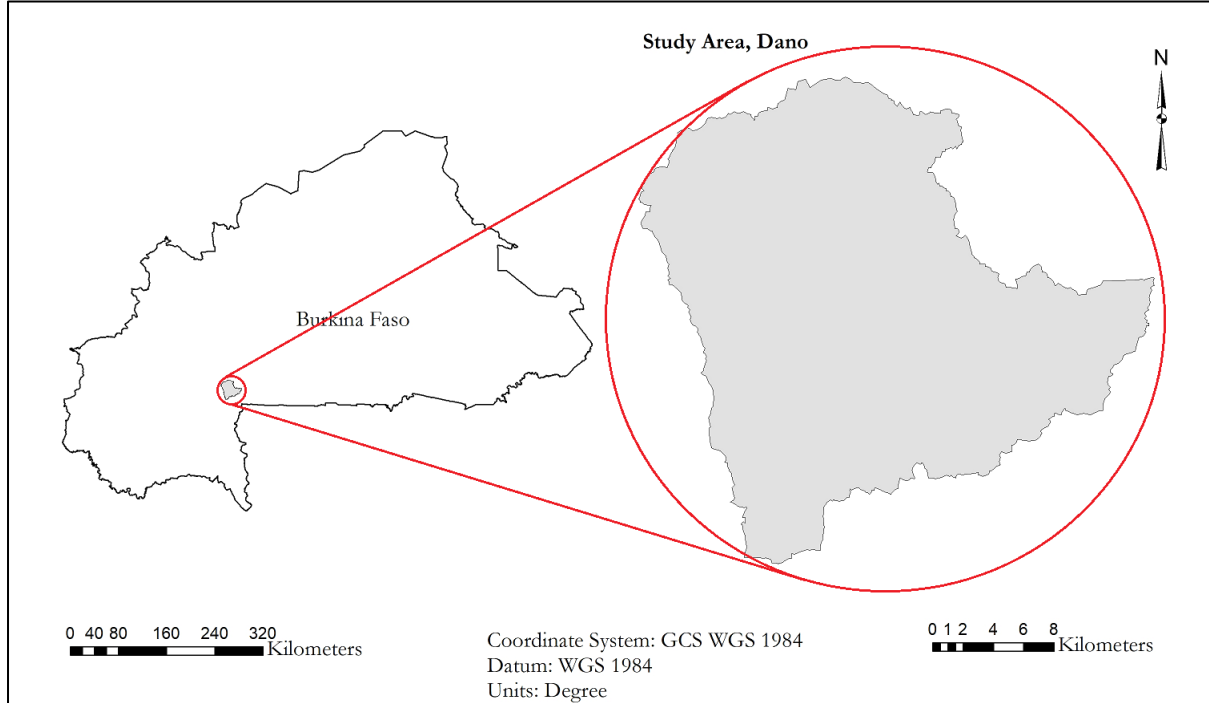 Study Area, Dano
N
Burkina Faso
0 40 80 160 240 320
Kilometers
Coordinate System: GCS WGS 1984
Datum: WGS 1984
Units: Degree
0 1 2 4 6 8
Kilometers